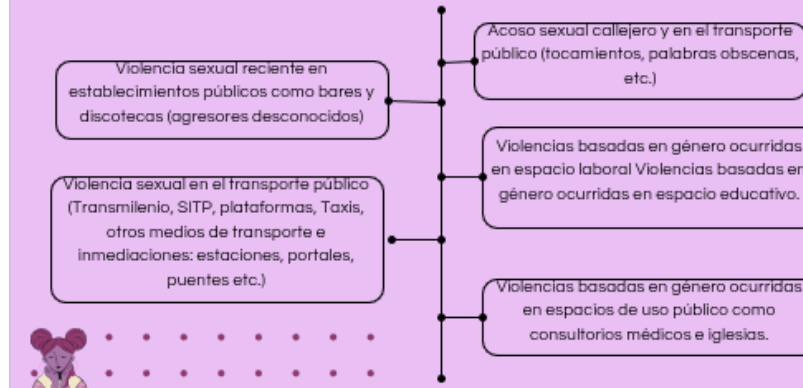 Violencia sexual reciente en
establecimientos públicos como bares y
discotecas (agresores desconocidos)
Violencia sexual en el transporte público
(Transmilenio, SITP, plataformas, Taxis,
otros medios de transporte e
inmediaciones: estaciones, portales,
puentes etc.)
Acoso sexual callejero y en el transporte
público (tocamientos, palabras obscenas,
etc.)
Violencias basadas en género ocurridas
en espacio laboral Violencias basadas en
género ocurridas en espacio educativo.
Violencias basadas en género ocurridas
en espacios de uso público como
consultorios médicos e iglesias.